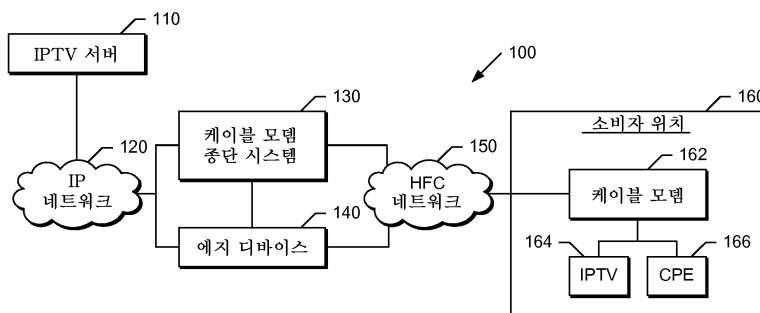 110
IPTV 서버
100
130
160
소비자 위치
케이블 모뎀
종단 시스템
120
IP
네트워크
150
HFC
네트워크
162
케이블 모뎀
140
에지 디바이스
164
IPTV
166
CPE